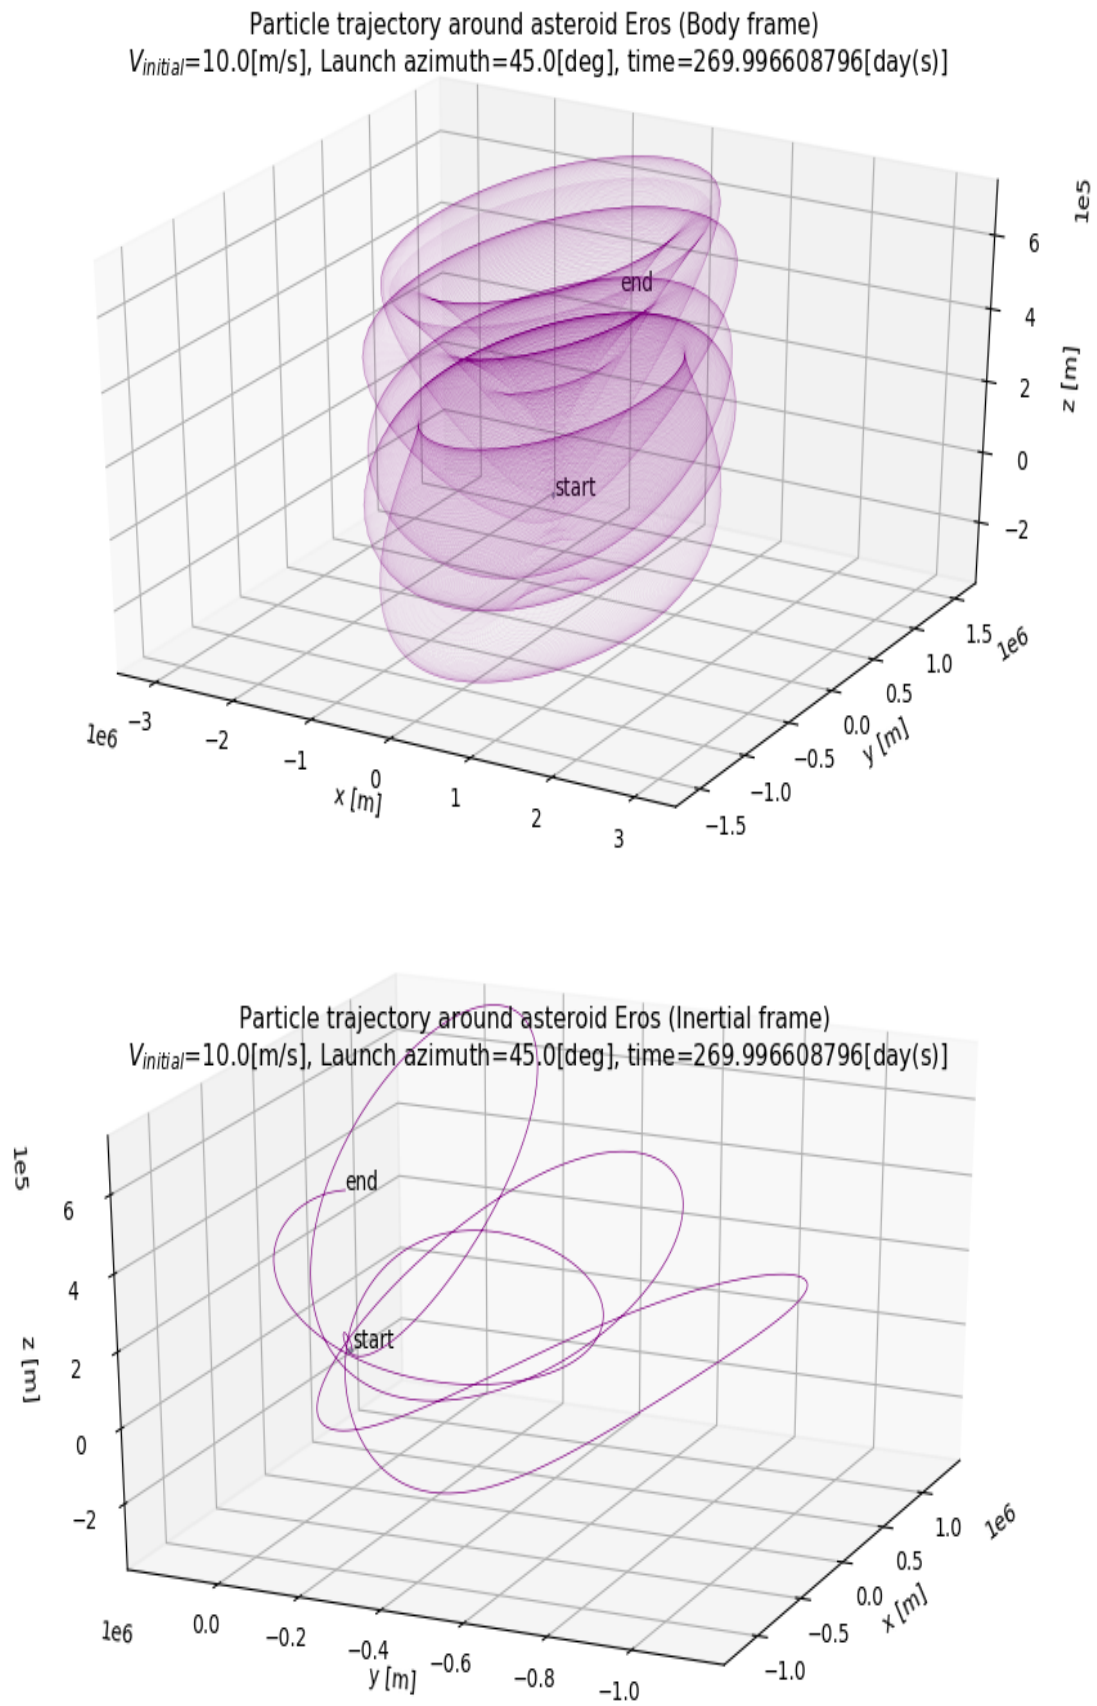 Particle trajectory around asteroid Eros (Body frame)
V_initial=10.0[m/s], Launch azimuth=45.0[deg], time=269.996608796[day(s)]
1e5
6
4
2
0
−2
z [m]
end
start
1e6
−3
−2
−1
0
1
2
3
x [m]
1.5
1.0
0.5
0.0
−0.5
−1.0
−1.5
1e6
y [m]
Particle trajectory around asteroid Eros (Inertial frame)
V_initial=10.0[m/s], Launch azimuth=45.0[deg], time=269.996608796[day(s)]
1e5
6
4
2
0
−2
z [m]
end
start
1e6
0.0
−0.2
−0.4
−0.6
−0.8
−1.0
y [m]
1.0
0.5
0.0
−0.5
−1.0
1e6
x [m]